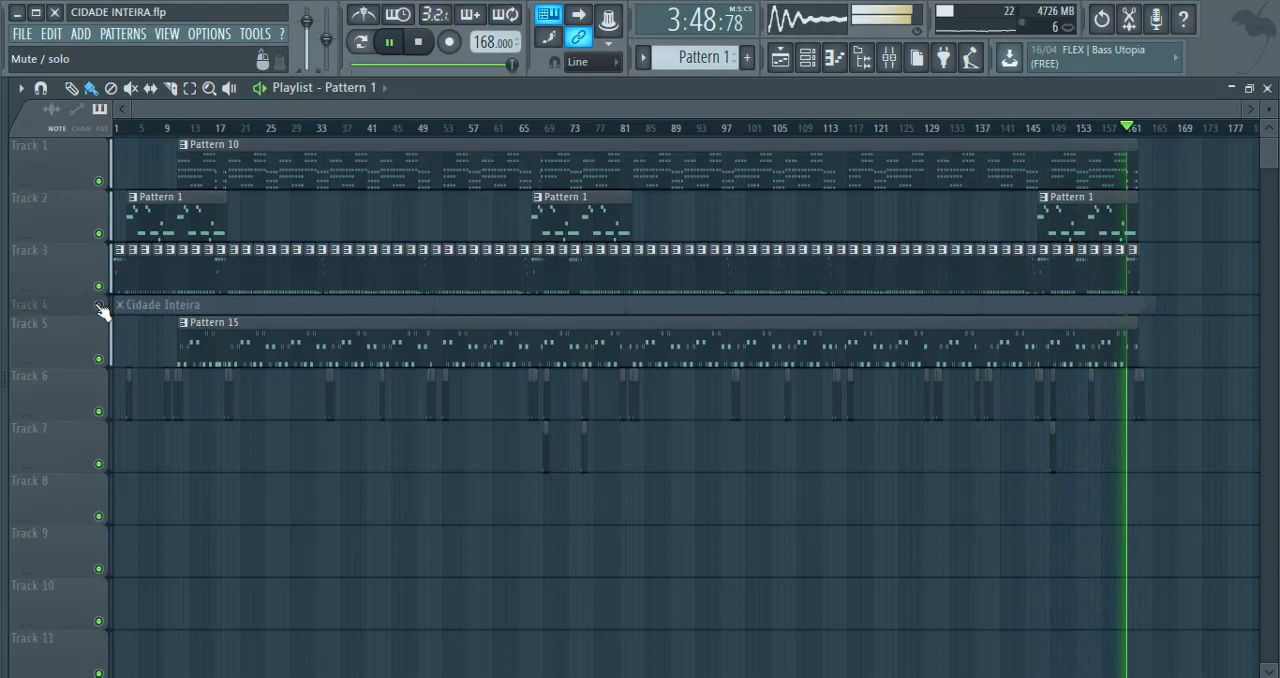 CIDADE INTEIRA.flp
FILE EDIT ADD PATTERNS VIEW OPTIONS TOOLS ?
Mute / solo
3.2.
168.000
Line
3:48:78
M:S:CS
Pattern 1
22
4726 MB
6
16/04 FLEX | Bass Utopia
(FREE)
Playlist - Pattern 1
NOTE CHAN PAT
1 5 9 13 17 21 25 29 33 37 41 45 49 53 57 61 65 69 73 77 81 85 89 93 97 101 105 109 113 117 121 125 129 133 137 141 145 149 153 157 161 165 169 173 177
Track 1
Pattern 10
Track 2
Pattern 1
Pattern 1
Pattern 1
Track 3
Track 4
Cidade Inteira
Track 5
Pattern 15
Track 6
Track 7
Track 8
Track 9
Track 10
Track 11